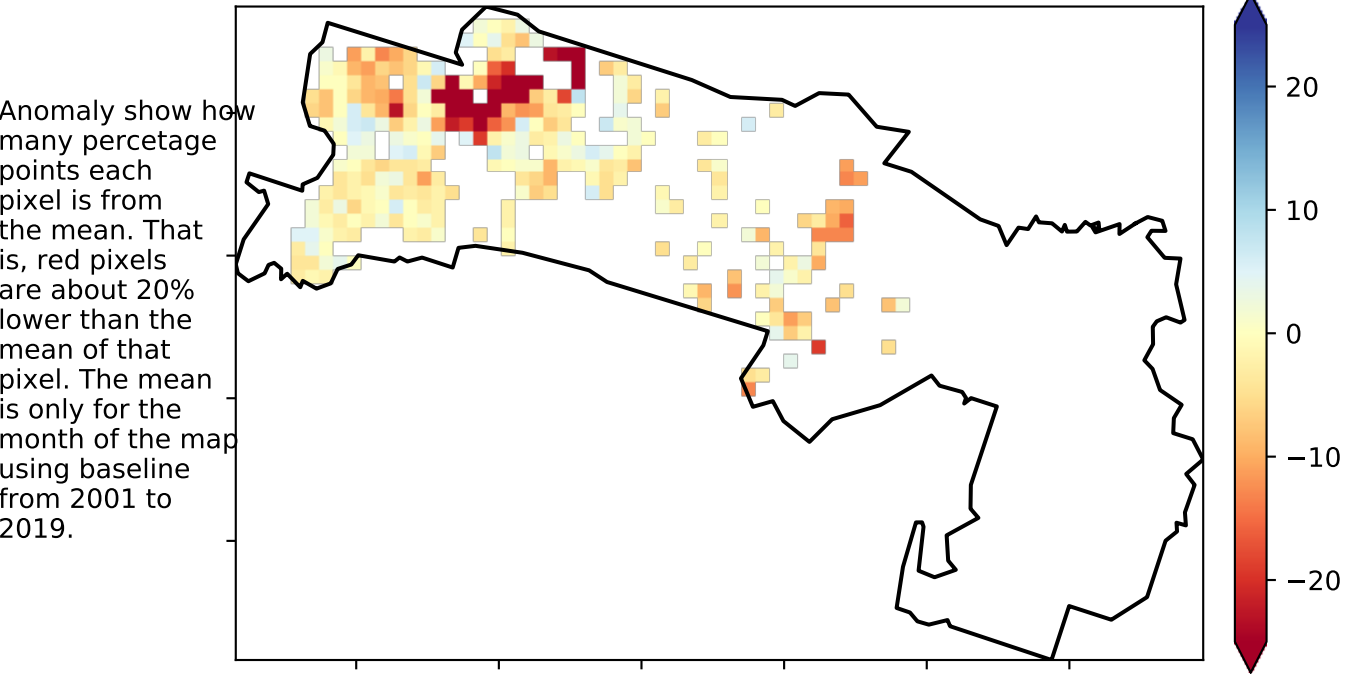 Anomaly show how
many percetage
points each
pixel is from
the mean. That
is, red pixels
are about 20%
lower than the
mean of that
pixel. The mean
is only for the
month of the map
using baseline
from 2001 to
2019.
20
10
0
−10
−20